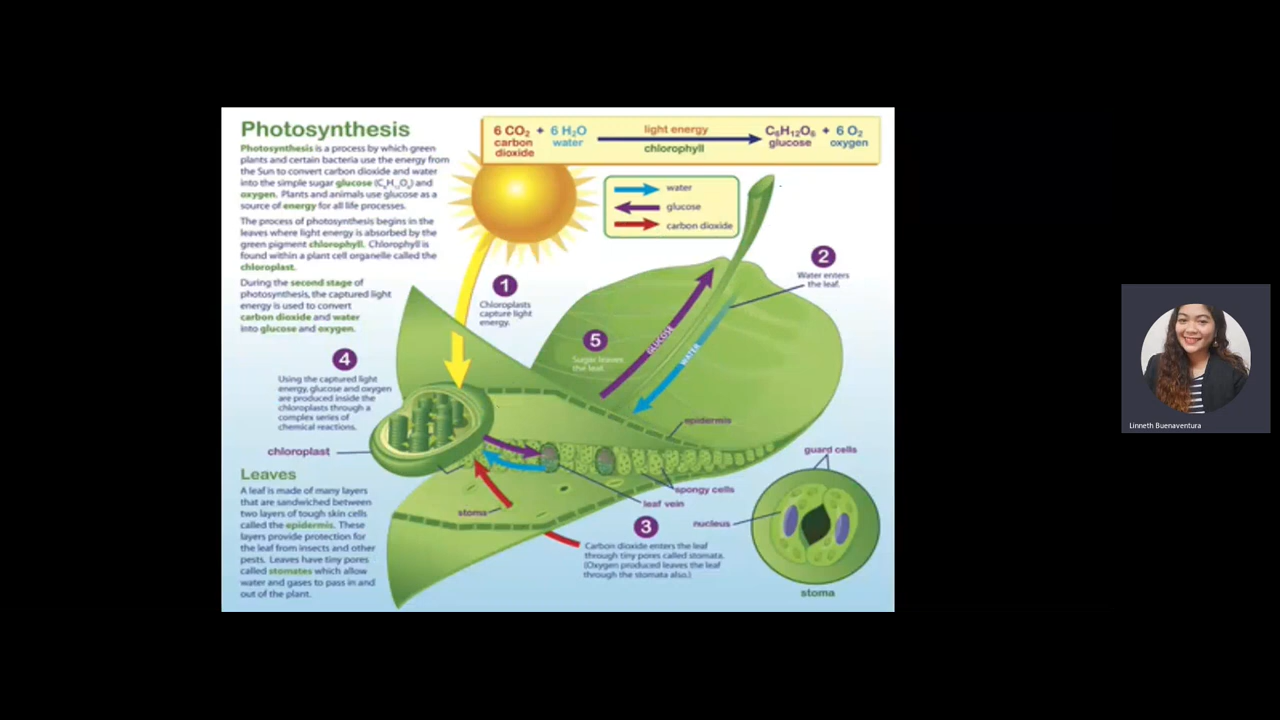 Photosynthesis
Photosynthesis is a process by which green
plants and certain bacteria use the energy from
the Sun to convert carbon dioxide and water
into the simple sugar glucose (C₆H₁₂O₆) and
oxygen. Plants and animals use glucose as a
source of energy for all life processes.
The process of photosynthesis begins in the
leaves where light energy is absorbed by the
green pigment chlorophyll. Chlorophyll is
found within a plant cell organelle called the
chloroplast.
During the second stage of
photosynthesis, the captured light
energy is used to convert
carbon dioxide and water
into glucose and oxygen.
6 CO₂ + 6 H₂O light energy C₆H₁₂O₆ + 6 O₂
carbon dioxide water chlorophyll glucose oxygen
water
glucose
carbon dioxide
1
Chloroplasts
capture light
energy.
2
Water enters
the leaf.
5
Sugar leaves
the leaf.
GLUCOSE
WATER
4
Using the captured light
energy, glucose and oxygen
are produced inside the
chloroplasts through a
complex series of
chemical reactions.
chloroplast
epidermis
guard cells
spongy cells
leaf vein
stoma
nucleus
3
Carbon dioxide enters the leaf
through tiny pores called stomata.
(Oxygen produced leaves the leaf
through the stomata also.)
stoma
Leaves
A leaf is made of many layers
that are sandwiched between
two layers of tough skin cells
called the epidermis. These
layers provide protection for
the leaf from insects and other
pests. Leaves have tiny pores
called stomates which allow
water and gases to pass in and
out of the plant.
Linneth Buenaventura